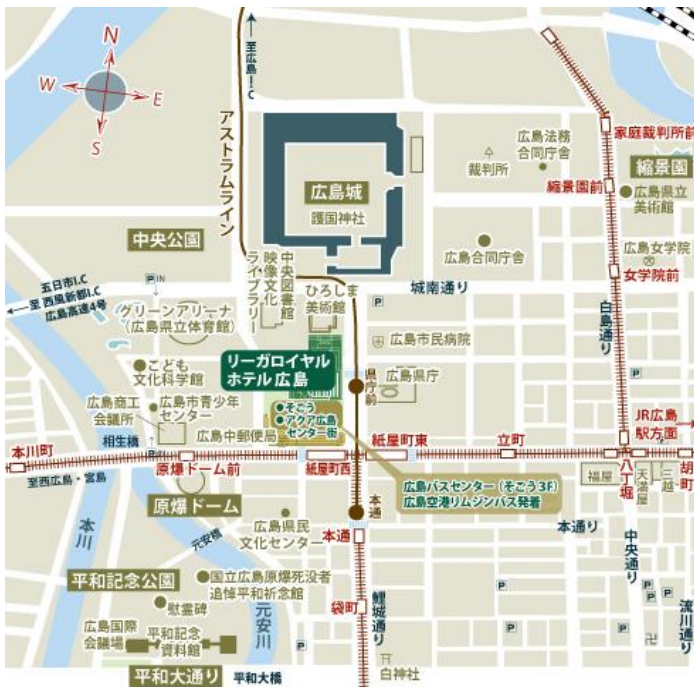 N
W
E
S
至広島I.C
アストラムライン
広島城
護国神社
裁判所
広島法務
合同庁舎
家庭裁判所前
縮景園
縮景園前
広島県立
美術館
中央公園
広島女学院
広島合同庁舎
女学院前
五日市I.C
至 西風新都I.C
広島高速4号
P IN
中央図書館
映像文化
ライブラリー
ひろしま
美術館
城南通り
P
白島通り
グリーンアリーナ
(広島県立体育館)
広島市民病院
リーガロイヤル
ホテル広島
こども
文化科学館
県庁前
広島県庁
広島商工
会議所
広島市青少年
センター
そごう
アクア広島
センター街
P
JR広島
駅方面
本川町
相生橋
P IN
広島中郵便局
紙屋町東
立町
原爆ドーム前
紙屋町西
八丁堀
胡町
至西広島・宮島
広島バスセンター (そごう3F)
広島空港リムジンバス発着
福屋
天満屋
三越
原爆ドーム
本通
本通り
本川
元安橋
広島県民
文化センター
本通
中央通り
平和記念公園
国立広島原爆死没者
追悼平和祈念館
慰霊碑
元安川
袋町
鯉城通り
P
P
P
P
P
流川通り
広島国際
会議場
平和記念
資料館
白神社
平和大通り
平和大橋